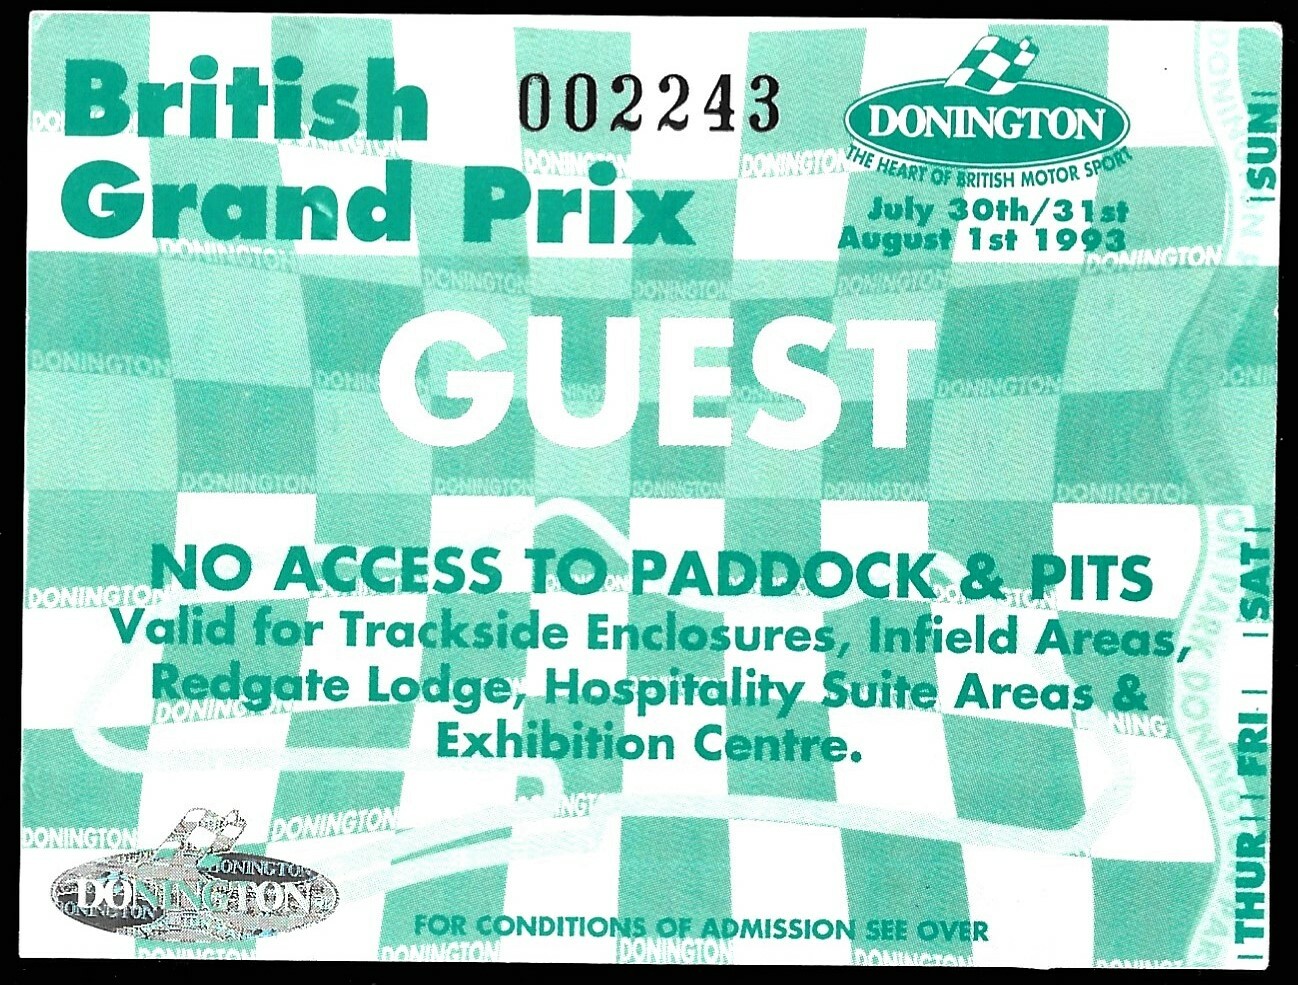 British
Grand Prix
002243
DONINGTON
THE HEART OF BRITISH MOTOR SPORT
July 30th/31st
August 1st 1993
GUEST
NO ACCESS TO PADDOCK & PITS
Valid for Trackside Enclosures, Infield Areas,
Redgate Lodge, Hospitality Suite Areas &
Exhibition Centre.
DONINGTON
FOR CONDITIONS OF ADMISSION SEE OVER
THUR FRI SAT SUN